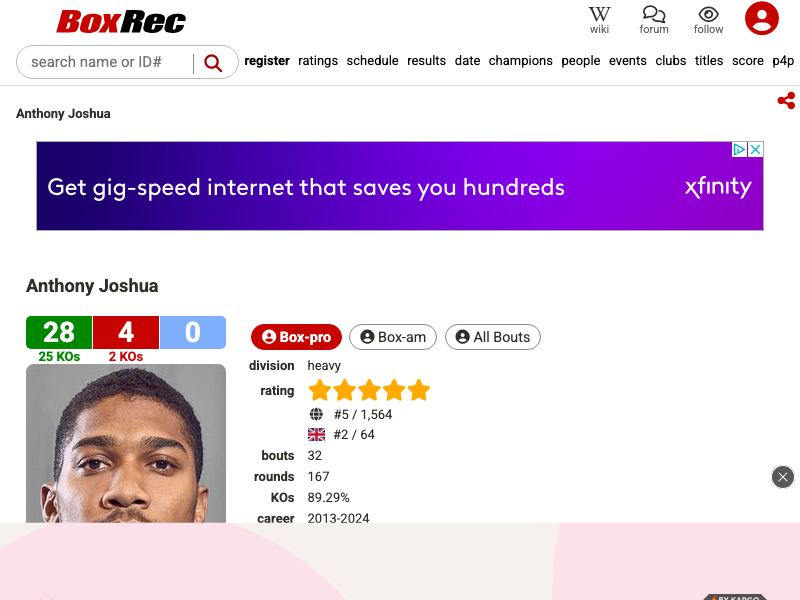 BoxRec
W
wiki
forum
follow
search name or ID#
register ratings schedule results date champions people events clubs titles score p4p
Anthony Joshua
Get gig-speed internet that saves you hundreds
xfinity
Anthony Joshua
28 4 0
25 KOs 2 KOs
Box-pro Box-am All Bouts
division heavy
rating
#5 / 1,564
#2 / 64
bouts 32
rounds 167
KOs 89.29%
career 2013-2024
BY KARGO